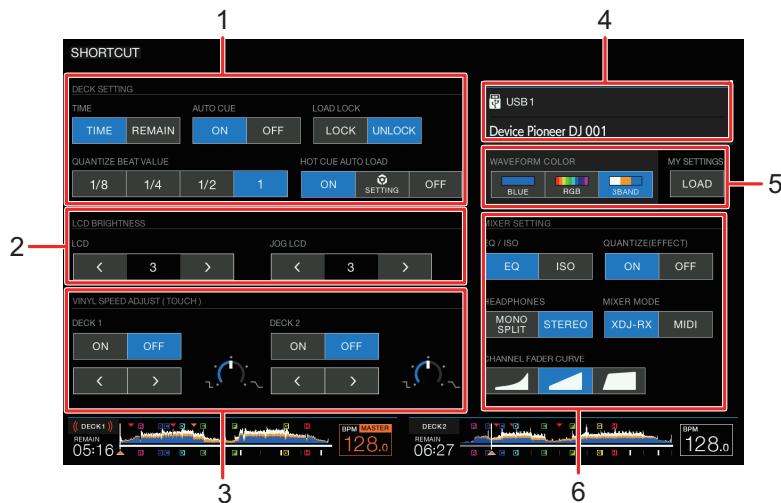 1
4
SHORTCUT
DECK SETTING
TIME
AUTO CUE
LOAD LOCK
TIME
REMAIN
ON
OFF
LOCK
UNLOCK
QUANTIZE BEAT VALUE
HOT CUE AUTO LOAD
1/8
1/4
1/2
1
ON
SETTING
OFF
USB 1
Device Pioneer DJ 001
WAVEFORM COLOR
MY SETTINGS
BLUE
RGB
3BAND
LOAD
5
2
LCD BRIGHTNESS
LCD
JOG LCD
<
3
>
<
3
>
MIXER SETTING
EQ / ISO
QUANTIZE(EFFECT)
EQ
ISO
ON
OFF
HEADPHONES
MIXER MODE
MONO SPLIT
STEREO
XDJ-RX
MIDI
CHANNEL FADER CURVE
VINYL SPEED ADJUST ( TOUCH )
DECK 1
DECK 2
ON
OFF
ON
OFF
<
>
<
>
DECK1
REMAIN
05:16
BPM
MASTER
128.0
DECK2
REMAIN
06:27
BPM
128.0
3
6